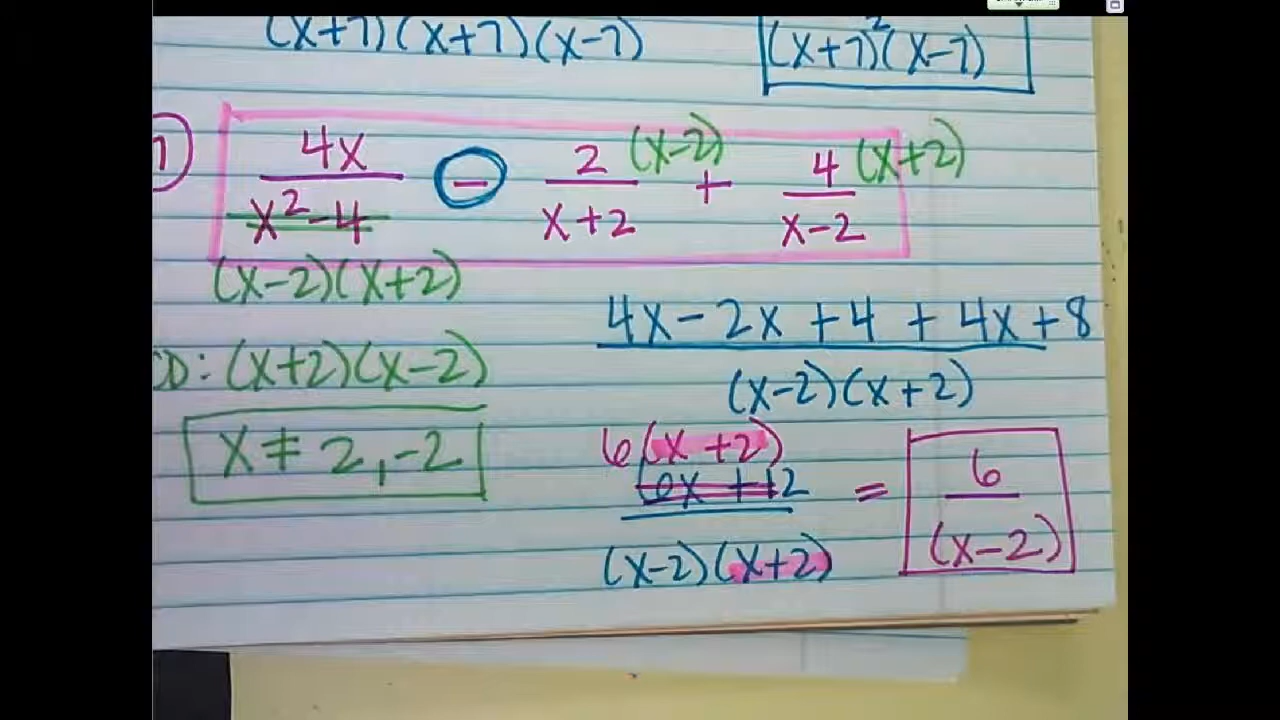 (x+7)(x+7)(x-7)
(x+7)²(x-7)
4x/(x²-4) - 2/(x+2) (x-2) + 4/(x-2) (x+2)
(x-2)(x+2)
D: (x+2)(x-2)
x ≠ 2, -2
4x - 2x + 4 + 4x + 8
(x-2)(x+2)
6(x+2)
6x + 12
(x-2)(x+2)
= 6/(x-2)